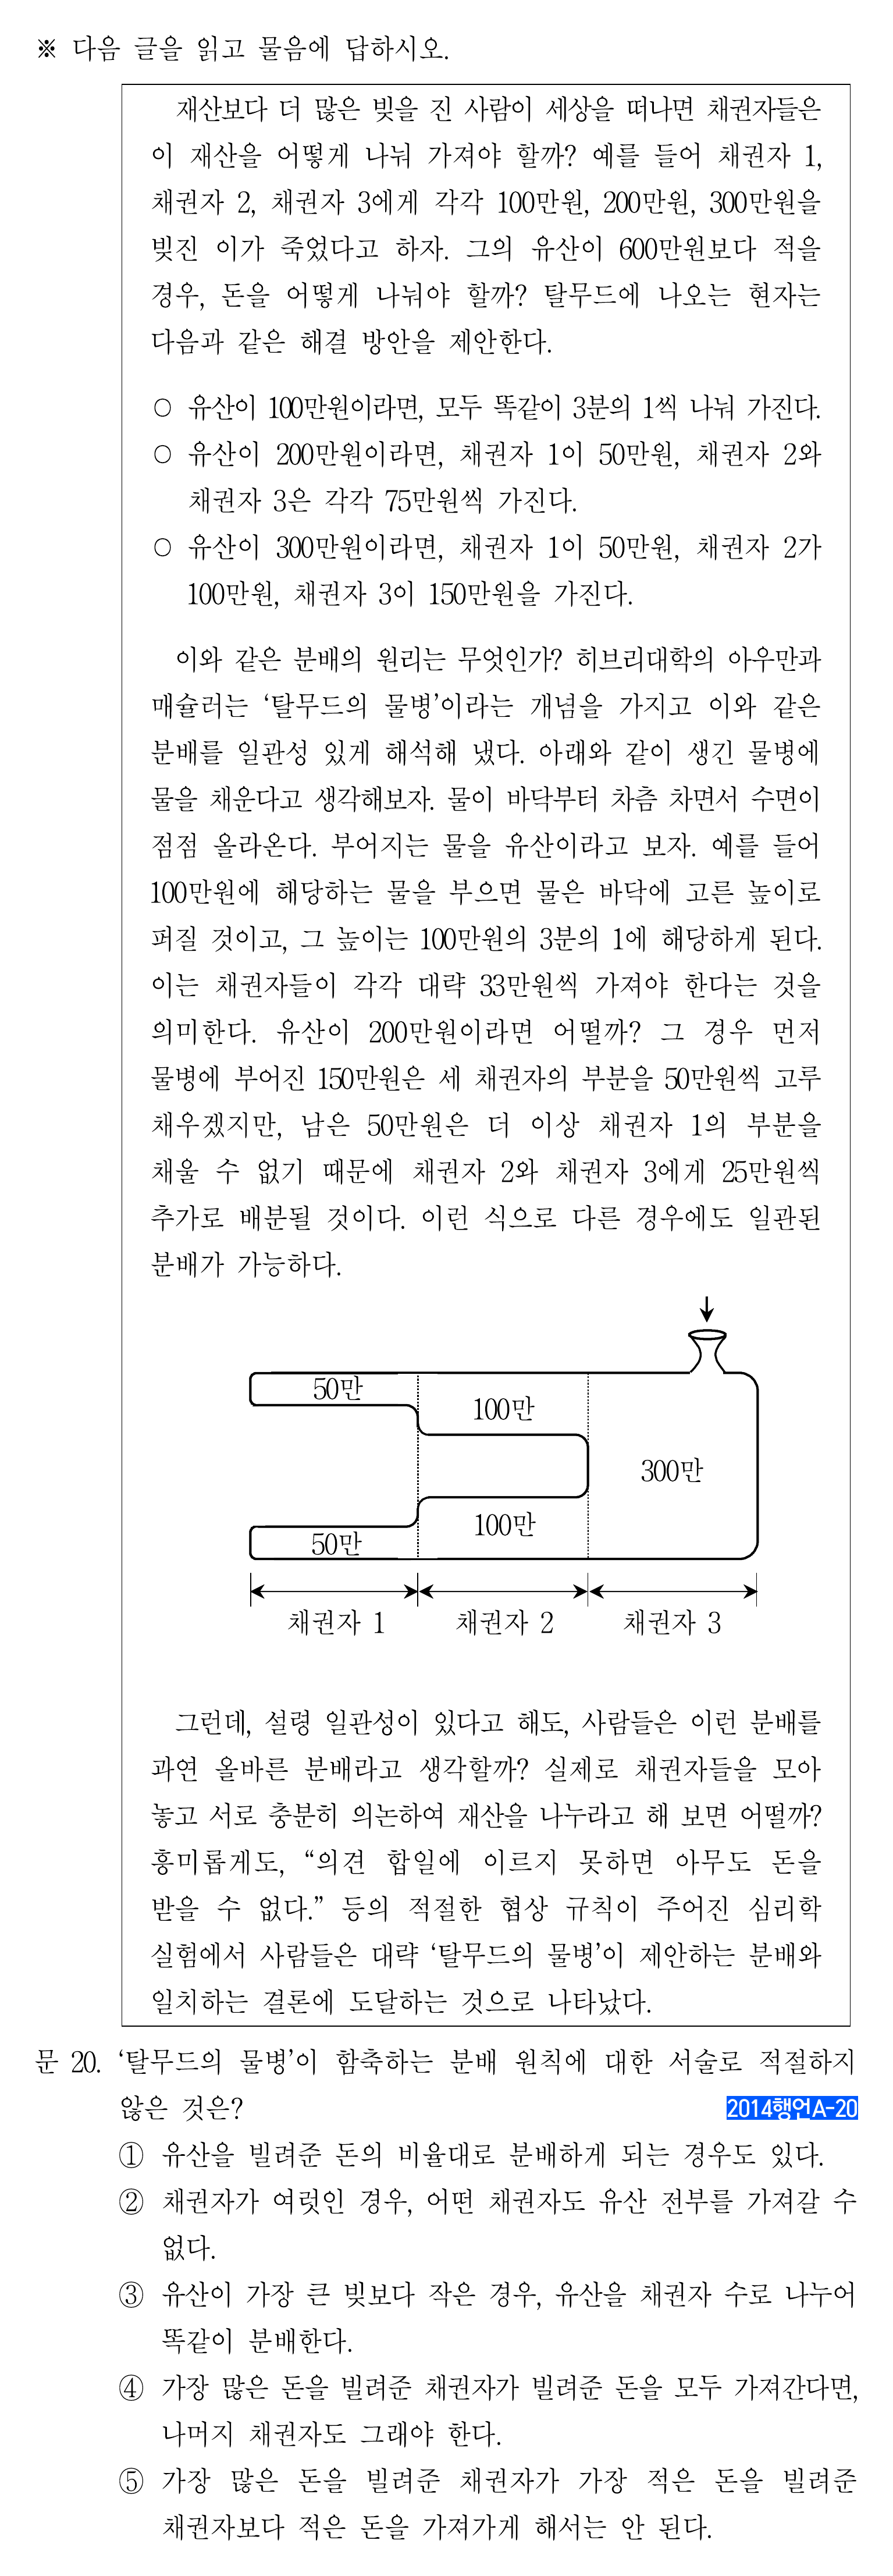 ※ 다음 글을 읽고 물음에 답하시오.
재산보다 더 많은 빚을 진 사람이 세상을 떠나면 채권자들은
이 재산을 어떻게 나눠 가져야 할까? 예를 들어 채권자 1,
채권자 2, 채권자 3에게 각각 100만원, 200만원, 300만원을
빚진 이가 죽었다고 하자. 그의 유산이 600만원보다 적을
경우, 돈을 어떻게 나눠야 할까? 탈무드에 나오는 현자는
다음과 같은 해결 방안을 제안한다.
○ 유산이 100만원이라면, 모두 똑같이 3분의 1씩 나눠 가진다.
○ 유산이 200만원이라면, 채권자 1이 50만원, 채권자 2와
채권자 3은 각각 75만원씩 가진다.
○ 유산이 300만원이라면, 채권자 1이 50만원, 채권자 2가
100만원, 채권자 3이 150만원을 가진다.
이와 같은 분배의 원리는 무엇인가? 히브리대학의 아우만과
매슐러는 ‘탈무드의 물병’이라는 개념을 가지고 이와 같은
분배를 일관성 있게 해석해 냈다. 아래와 같이 생긴 물병에
물을 채운다고 생각해보자. 물이 바닥부터 차츰 차면서 수면이
점점 올라온다. 부어지는 물을 유산이라고 보자. 예를 들어
100만원에 해당하는 물을 부으면 물은 바닥에 고른 높이로
퍼질 것이고, 그 높이는 100만원의 3분의 1에 해당하게 된다.
이는 채권자들이 각각 대략 33만원씩 가져야 한다는 것을
의미한다. 유산이 200만원이라면 어떨까? 그 경우 먼저
물병에 부어진 150만원은 세 채권자의 부분을 50만원씩 고루
채우겠지만, 남은 50만원은 더 이상 채권자 1의 부분을
채울 수 없기 때문에 채권자 2와 채권자 3에게 25만원씩
추가로 배분될 것이다. 이런 식으로 다른 경우에도 일관된
분배가 가능하다.
50만
100만
300만
100만
50만
채권자 1 채권자 2 채권자 3
그런데, 설령 일관성이 있다고 해도, 사람들은 이런 분배를
과연 올바른 분배라고 생각할까? 실제로 채권자들을 모아
놓고 서로 충분히 의논하여 재산을 나누라고 해 보면 어떨까?
흥미롭게도, “의견 합일에 이르지 못하면 아무도 돈을
받을 수 없다.” 등의 적절한 협상 규칙이 주어진 심리학
실험에서 사람들은 대략 ‘탈무드의 물병’이 제안하는 분배와
일치하는 결론에 도달하는 것으로 나타났다.
문 20. ‘탈무드의 물병’이 함축하는 분배 원칙에 대한 서술로 적절하지
않은 것은? 2014행언A-20
① 유산을 빌려준 돈의 비율대로 분배하게 되는 경우도 있다.
② 채권자가 여럿인 경우, 어떤 채권자도 유산 전부를 가져갈 수
없다.
③ 유산이 가장 큰 빚보다 작은 경우, 유산을 채권자 수로 나누어
똑같이 분배한다.
④ 가장 많은 돈을 빌려준 채권자가 빌려준 돈을 모두 가져간다면,
나머지 채권자도 그래야 한다.
⑤ 가장 많은 돈을 빌려준 채권자가 가장 적은 돈을 빌려준
채권자보다 적은 돈을 가져가게 해서는 안 된다.